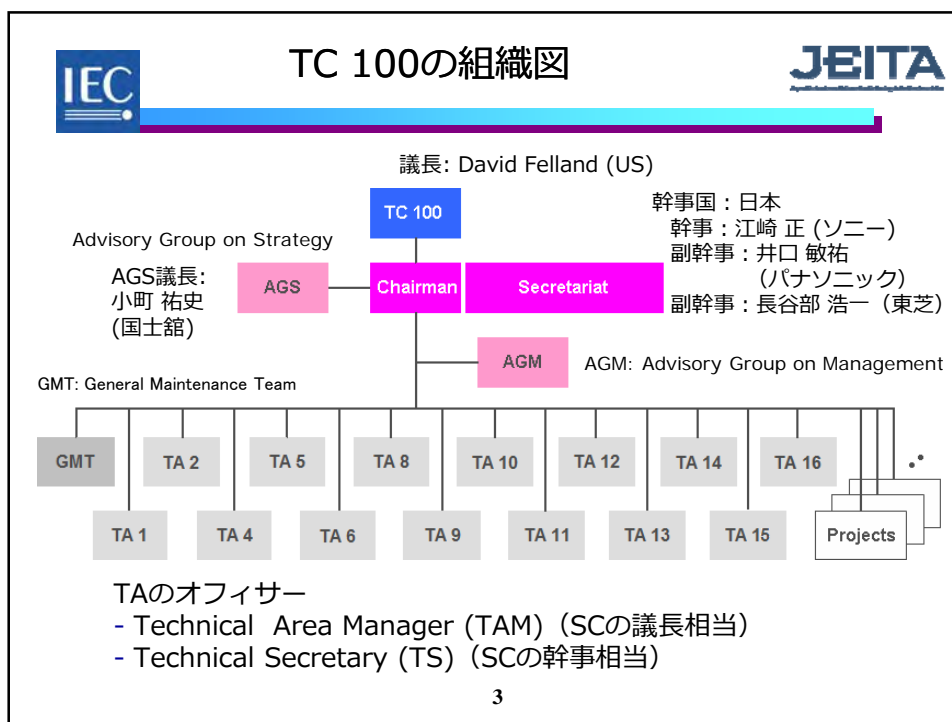 TC 100の組織図
IEC
JEITA
議長: David Felland (US)
TC 100
幹事国：日本
幹事：江崎 正 (ソニー)
副幹事：井口 敏祐
（パナソニック）
副幹事：長谷部 浩一（東芝）
Advisory Group on Strategy
AGS議長:
小町 祐史
(国士舘)
AGS
Chairman
Secretariat
AGM
AGM: Advisory Group on Management
GMT: General Maintenance Team
GMT
TA 2
TA 5
TA 8
TA 10
TA 12
TA 14
TA 16
TA 1
TA 4
TA 6
TA 9
TA 11
TA 13
TA 15
Projects
TAのオフィサー
- Technical Area Manager (TAM)（SCの議長相当）
- Technical Secretary (TS)（SCの幹事相当）
3